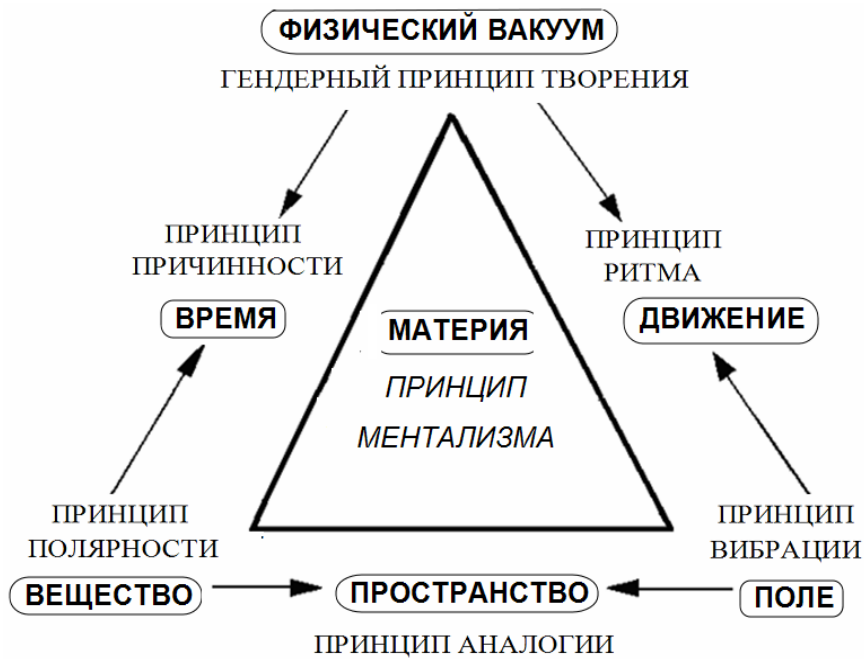 ФИЗИЧЕСКИЙ ВАКУУМ
ГЕНДЕРНЫЙ ПРИНЦИП ТВОРЕНИЯ
ПРИНЦИП
ПРИЧИННОСТИ
ВРЕМЯ
ПРИНЦИП
РИТМА
ДВИЖЕНИЕ
МАТЕРИЯ
ПРИНЦИП
МЕНТАЛИЗМА
ПРИНЦИП
ПОЛЯРНОСТИ
ВЕЩЕСТВО
ПРОСТРАНСТВО
ПРИНЦИП АНАЛОГИИ
ПРИНЦИП
ВИБРАЦИИ
ПОЛЕ